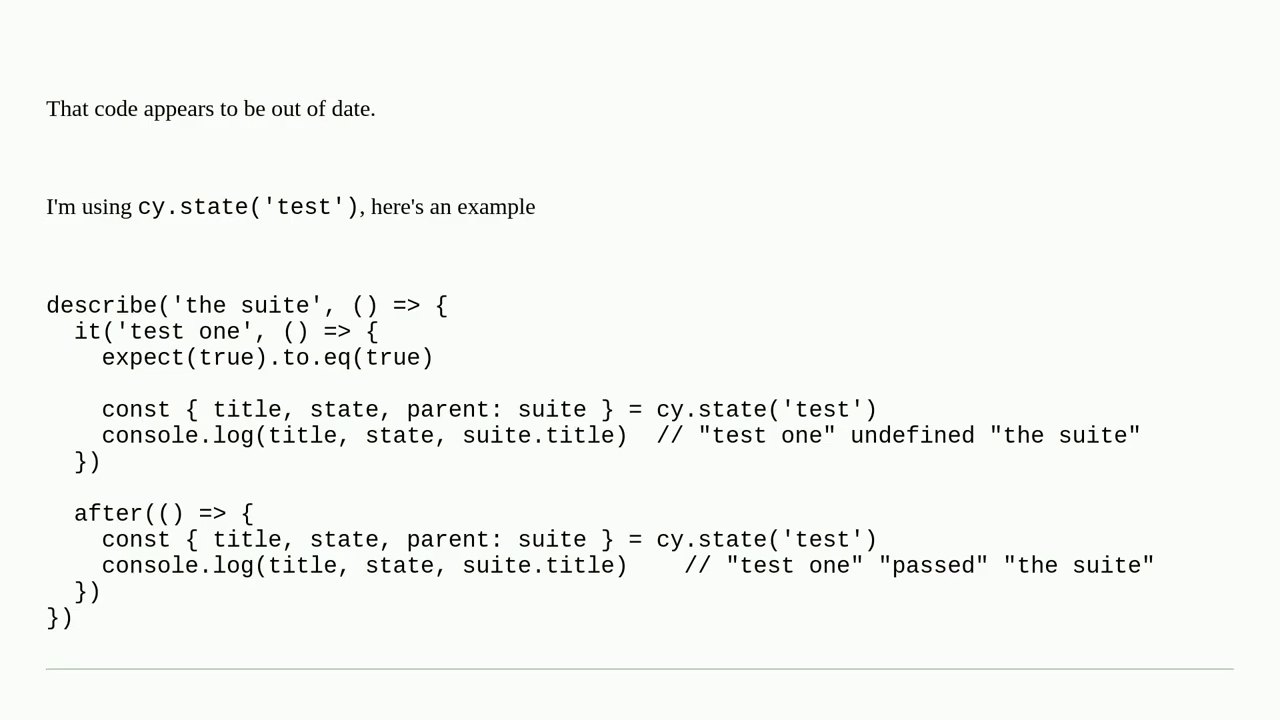 That code appears to be out of date.
I'm using cy.state('test'), here's an example
describe('the suite', () => {
  it('test one', () => {
    expect(true).to.eq(true)
    const { title, state, parent: suite } = cy.state('test')
    console.log(title, state, suite.title)  // "test one" undefined "the suite"
  })
  after(() => {
    const { title, state, parent: suite } = cy.state('test')
    console.log(title, state, suite.title)    // "test one" "passed" "the suite"
  })
})